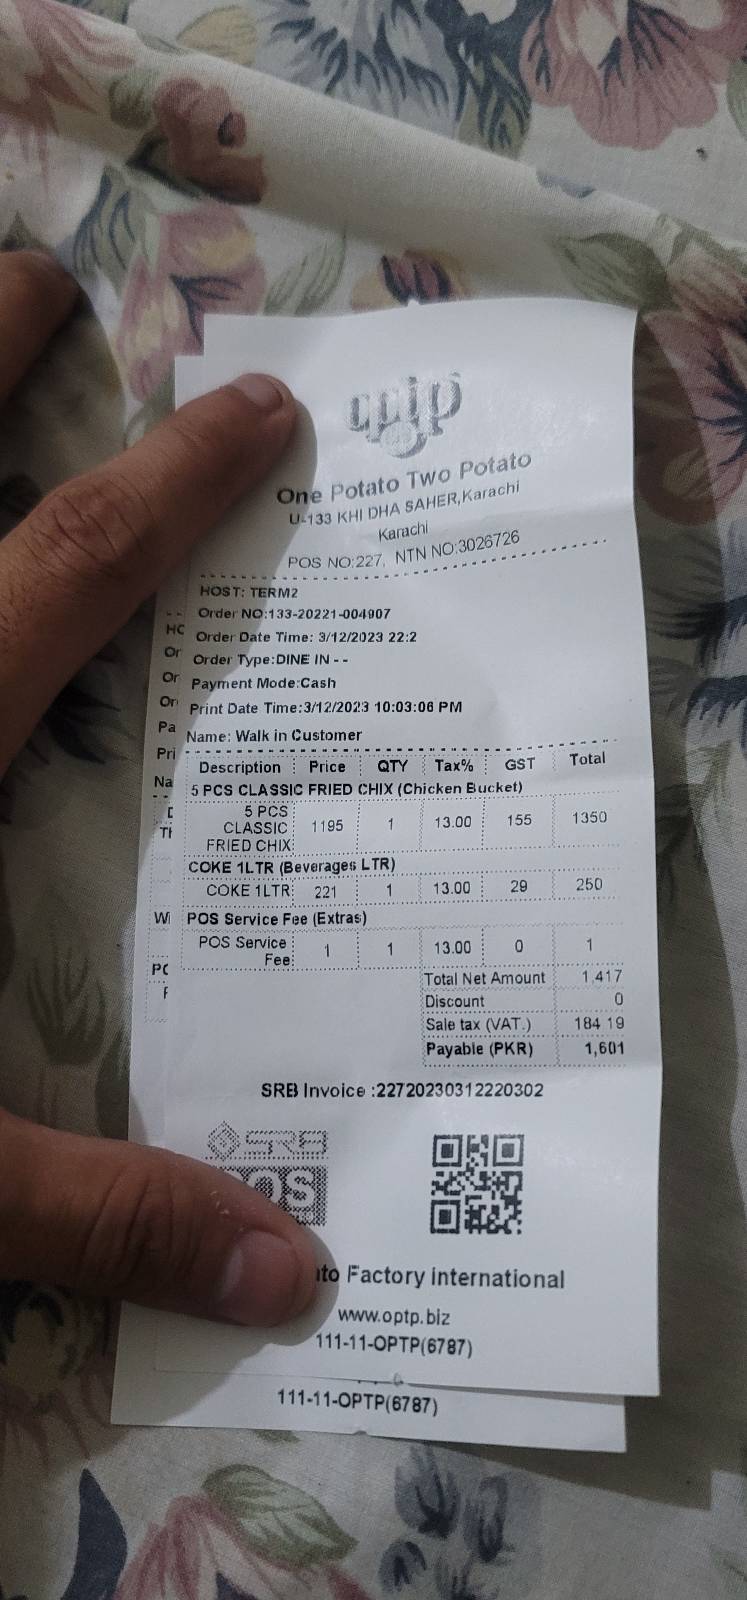 optp
One Potato Two Potato
U-133 KHI DHA SAHER,Karachi
Karachi
POS NO:227, NTN NO:3026726
HOST: TERM2
Order NO:133-20221-004907
Order Date Time: 3/12/2023 22:2
Order Type:DINE IN - -
Payment Mode:Cash
Print Date Time:3/12/2023 10:03:06 PM
Name: Walk in Customer
Description Price QTY Tax% GST Total
5 PCS CLASSIC FRIED CHIX (Chicken Bucket)
5 PCS
CLASSIC 1195 1 13.00 155 1350
FRIED CHIX
COKE 1LTR (Beverages LTR)
COKE 1LTR 221 1 13.00 29 250
POS Service Fee (Extras)
POS Service 1 1 13.00 0 1
Fee
Total Net Amount 1,417
Discount 0
Sale tax (VAT.) 184.19
Payable (PKR) 1,601
SRB Invoice :22720230312220302
SRB
OS
to Factory international
www.optp.biz
111-11-OPTP(6787)
111-11-OPTP(6787)
HC
Or
Or
Or
Pa
Pri
Na
Wi
PC